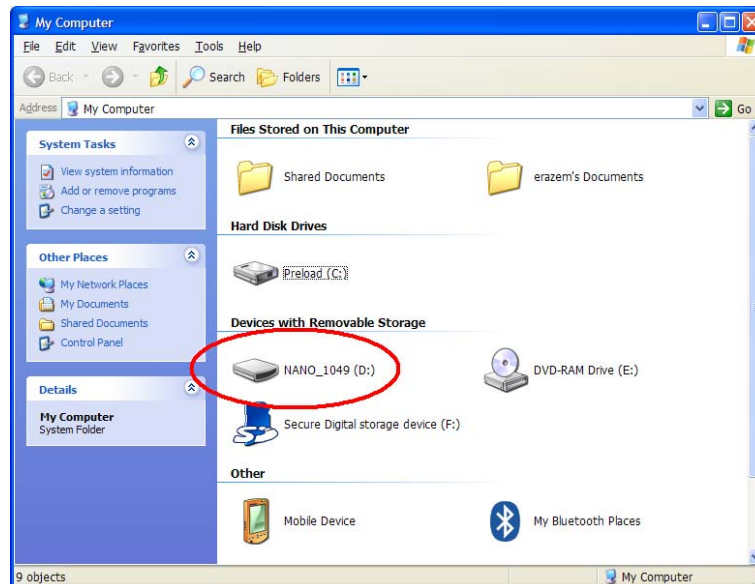 My Computer
File Edit View Favorites Tools Help
Back Search Folders
Address My Computer Go
System Tasks
View system information
Add or remove programs
Change a setting
Other Places
My Network Places
My Documents
Shared Documents
Control Panel
Details
My Computer
System Folder
Files Stored on This Computer
Shared Documents erazem's Documents
Hard Disk Drives
Preload (C:)
Devices with Removable Storage
NANO_1049 (D:) DVD-RAM Drive (E:)
Secure Digital storage device (F:)
Other
Mobile Device My Bluetooth Places
9 objects My Computer